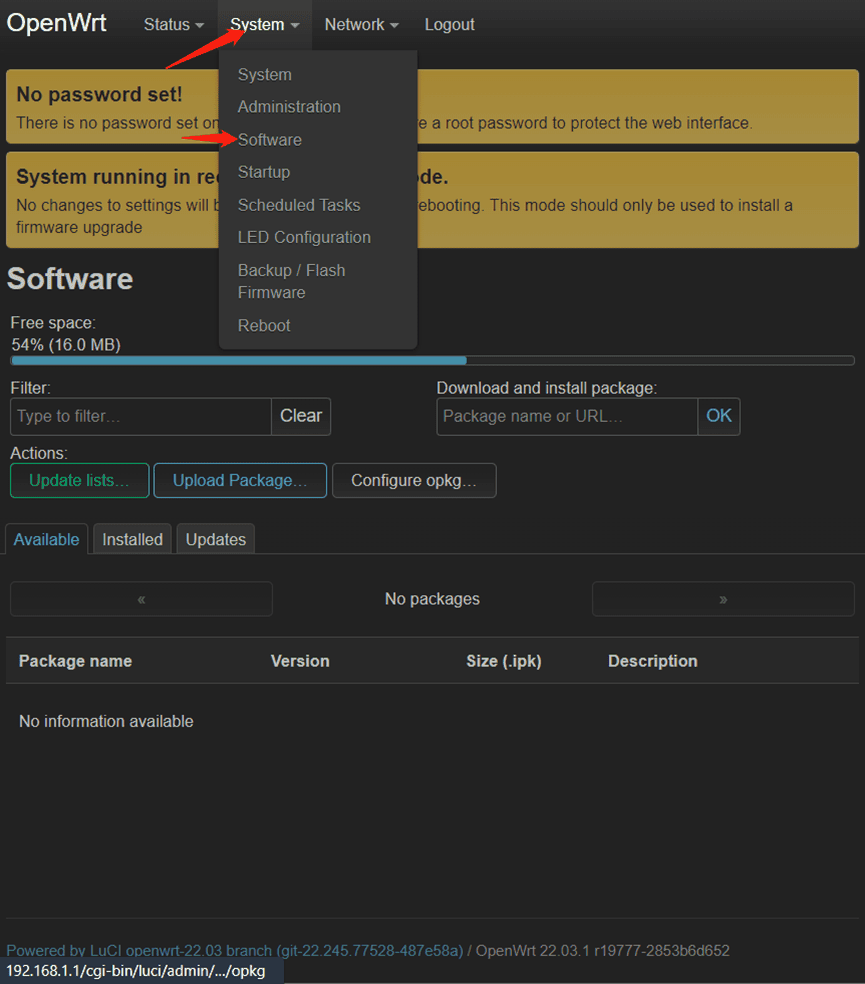 OpenWrt Status System Network Logout
System
Administration
Software
Startup
Scheduled Tasks
LED Configuration
Backup / Flash
Firmware
Reboot
No password set!
There is no password set on e a root password to protect the web interface.
System running in re ode.
No changes to settings will b ebooting. This mode should only be used to install a
firmware upgrade
Software
Free space:
54% (16.0 MB)
Filter: Download and install package:
Type to filter… Clear Package name or URL… OK
Actions:
Update lists… Upload Package… Configure opkg…
Available Installed Updates
« No packages »
Package name Version Size (.ipk) Description
No information available
Powered by LuCI openwrt-22.03 branch (git-22.245.77528-487e58a) / OpenWrt 22.03.1 r19777-2853b6d652
192.168.1.1/cgi-bin/luci/admin/.../opkg